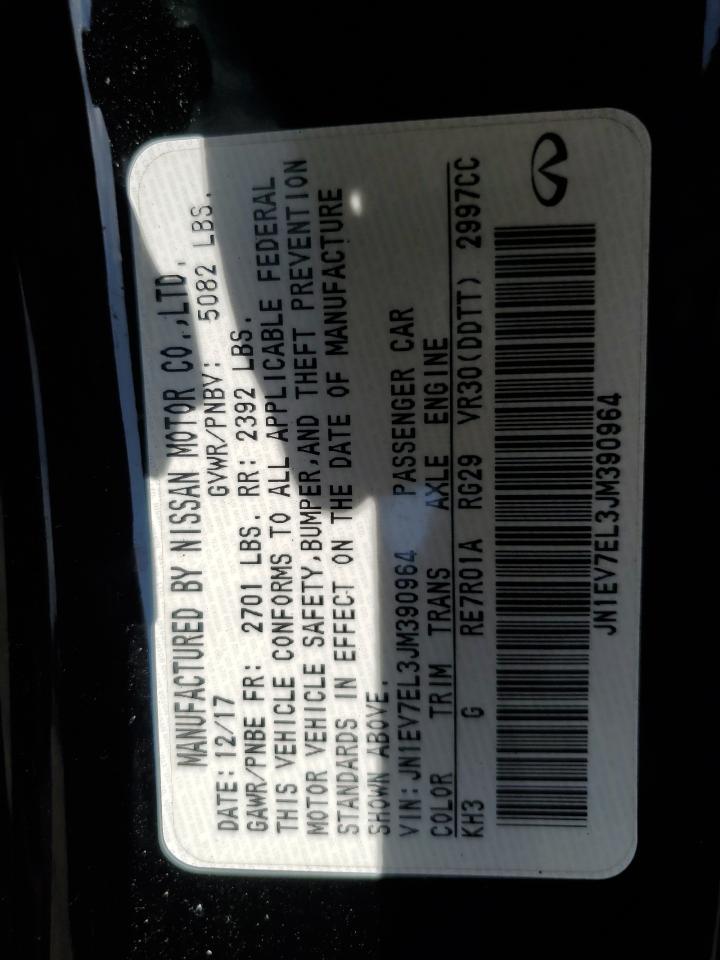 MANUFACTURED BY NISSAN MOTOR CO.,LTD.
DATE: 12/17 GVWR/PNBV: 5082 LBS.
GAWR/PNBE FR: 2701 LBS. RR: 2392 LBS.
THIS VEHICLE CONFORMS TO ALL APPLICABLE FEDERAL
MOTOR VEHICLE SAFETY,BUMPER,AND THEFT PREVENTION
STANDARDS IN EFFECT ON THE DATE OF MANUFACTURE
SHOWN ABOVE.
VIN:JN1EV7EL3JM390964 PASSENGER CAR
COLOR TRIM TRANS AXLE ENGINE
KH3 G RE7R01A RG29 VR30(DDTT) 2997CC
JN1EV7EL3JM390964